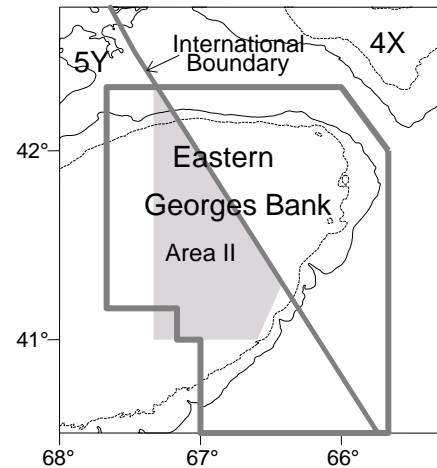 International
Boundary
5Y
4X
42°
Eastern
Georges Bank
Area II
41°
68°
67°
66°